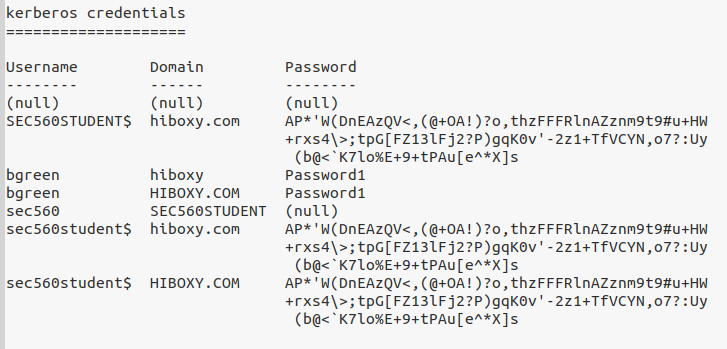 kerberos credentials
====================
Username Domain Password
-------- ------ --------
(null) (null) (null)
SEC560STUDENT$ hiboxy.com AP*'W(DnEAzQV<,(@+OA!)?o,thzFFFRlnAZznm9t9#u+HW
+rxs4\>;tpG[FZ13lFj2?P)gqK0v'-2z1+TfVCYN,o7?:Uy
(b@<`K7lo%E+9+tPAu[e^*X]s
bgreen hiboxy Password1
bgreen HIBOXY.COM Password1
sec560 SEC560STUDENT (null)
sec560student$ hiboxy.com AP*'W(DnEAzQV<,(@+OA!)?o,thzFFFRlnAZznm9t9#u+HW
+rxs4\>;tpG[FZ13lFj2?P)gqK0v'-2z1+TfVCYN,o7?:Uy
(b@<`K7lo%E+9+tPAu[e^*X]s
sec560student$ HIBOXY.COM AP*'W(DnEAzQV<,(@+OA!)?o,thzFFFRlnAZznm9t9#u+HW
+rxs4\>;tpG[FZ13lFj2?P)gqK0v'-2z1+TfVCYN,o7?:Uy
(b@<`K7lo%E+9+tPAu[e^*X]s